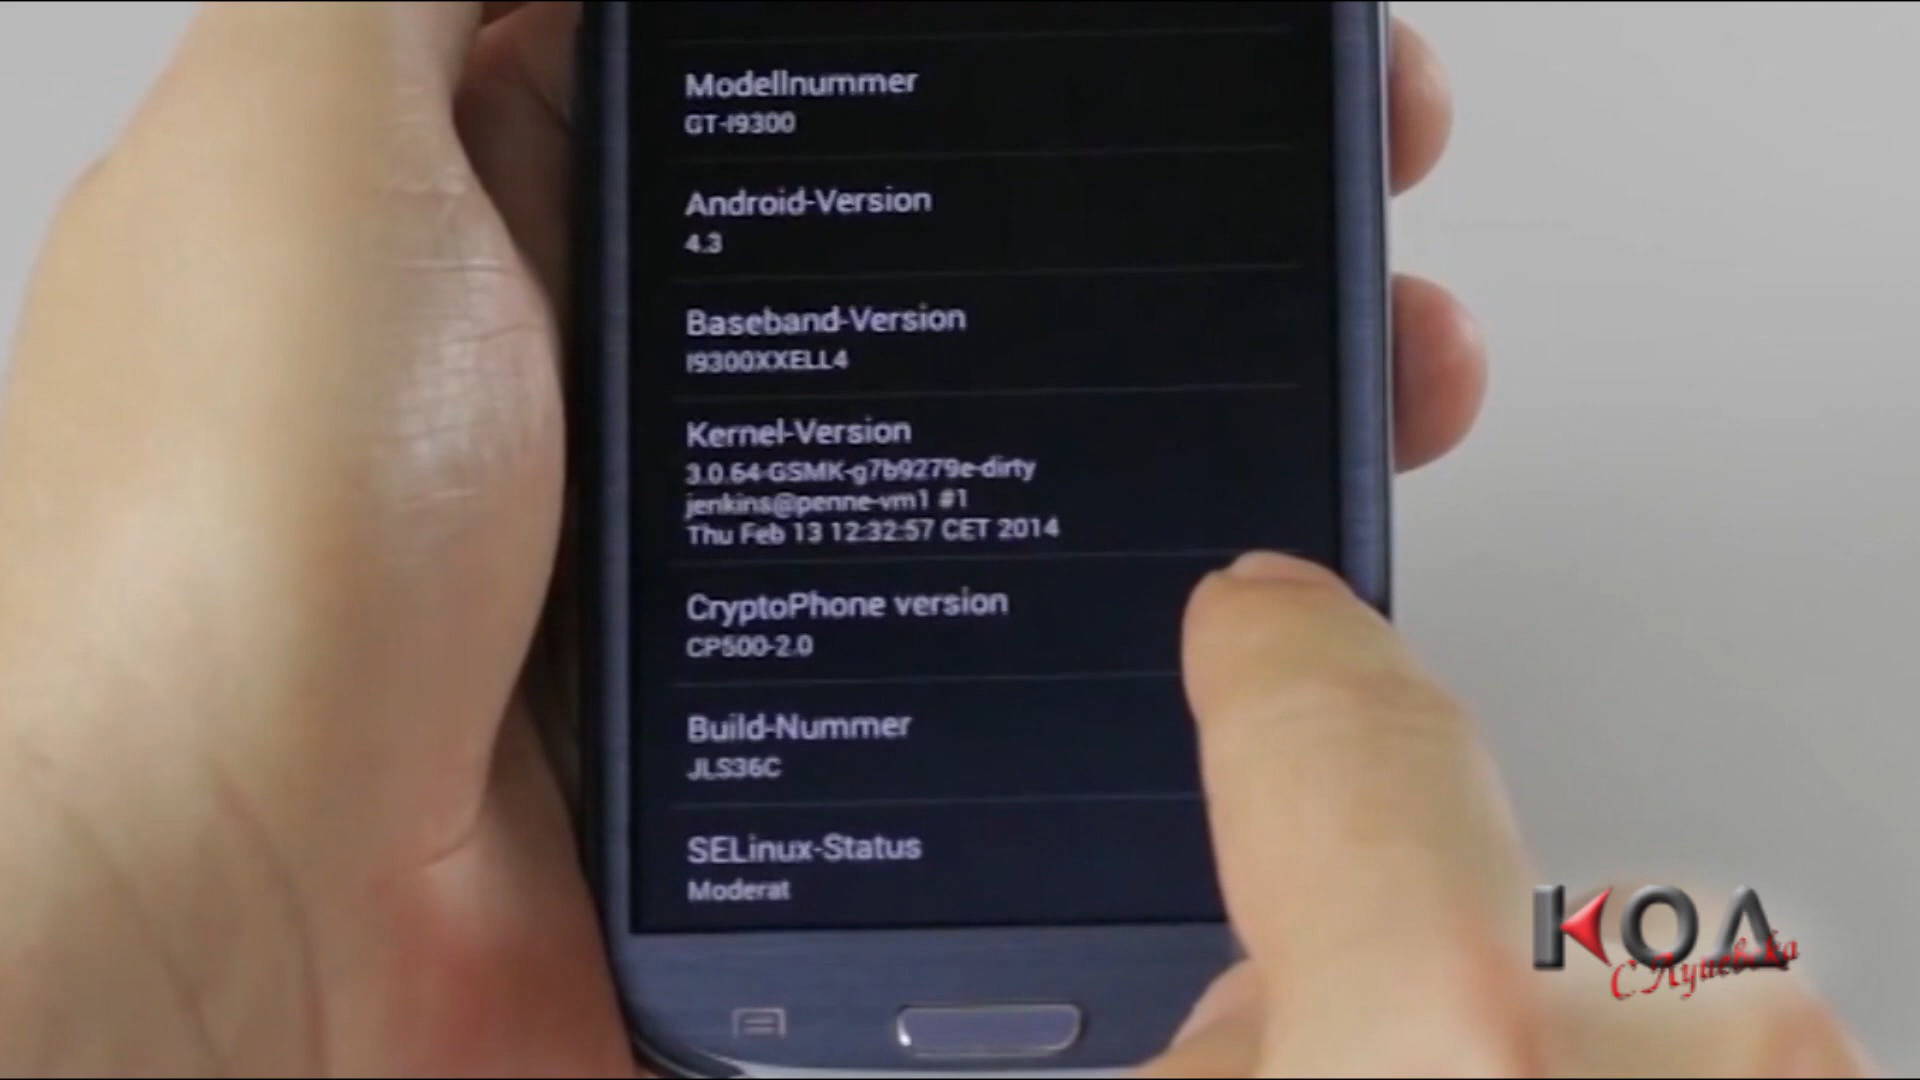 Modellnummer
GT-I9300
Android-Version
4.3
Baseband-Version
I9300XXELL4
Kernel-Version
3.0.64-GSMK-g7b9279e-dirty
jenkins@penne-vm1 #1
Thu Feb 13 12:32:57 CET 2014
CryptoPhone version
CP500-2.0
Build-Nummer
JLS36C
SELinux-Status
Moderat
КОД